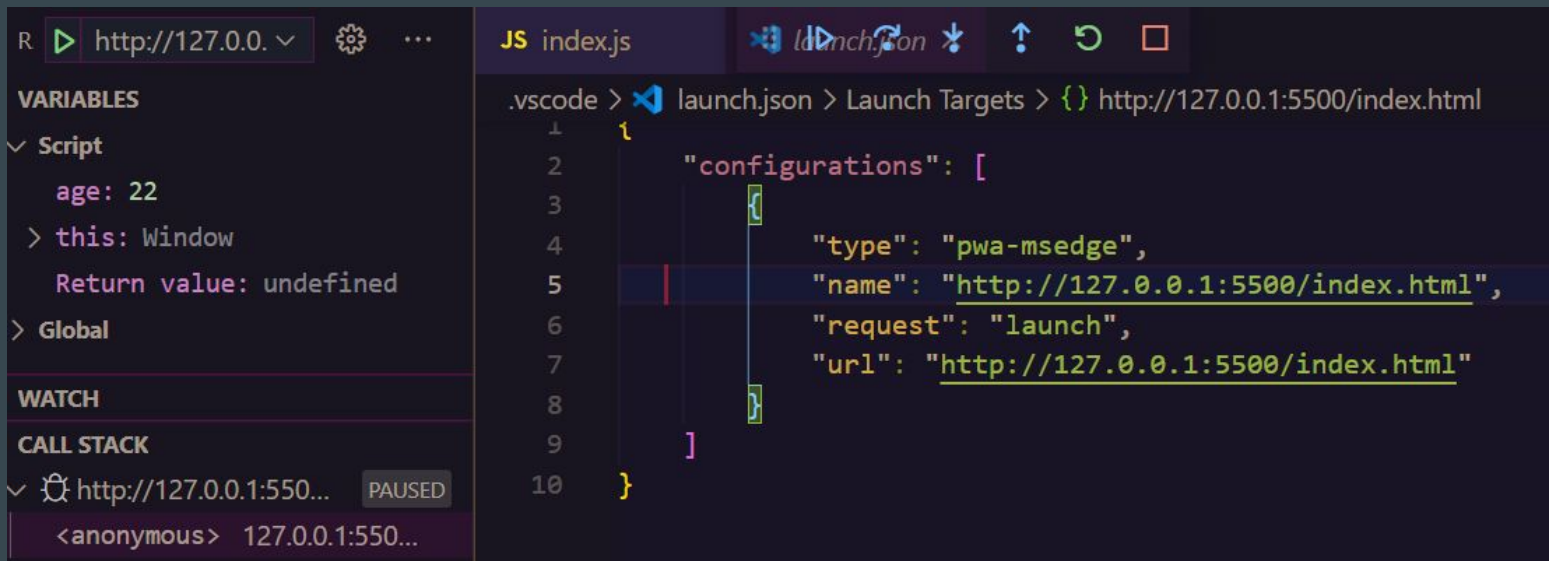 R http://127.0.0.
VARIABLES
Script
age: 22
this: Window
Return value: undefined
Global
WATCH
CALL STACK
http://127.0.0.1:550... PAUSED
<anonymous> 127.0.0.1:550...
JS index.js launch.json
.vscode > launch.json > Launch Targets > {} http://127.0.0.1:5500/index.html
1 {
2 "configurations": [
3 {
4 "type": "pwa-msedge",
5 "name": "http://127.0.0.1:5500/index.html",
6 "request": "launch",
7 "url": "http://127.0.0.1:5500/index.html"
8 }
9 ]
10 }